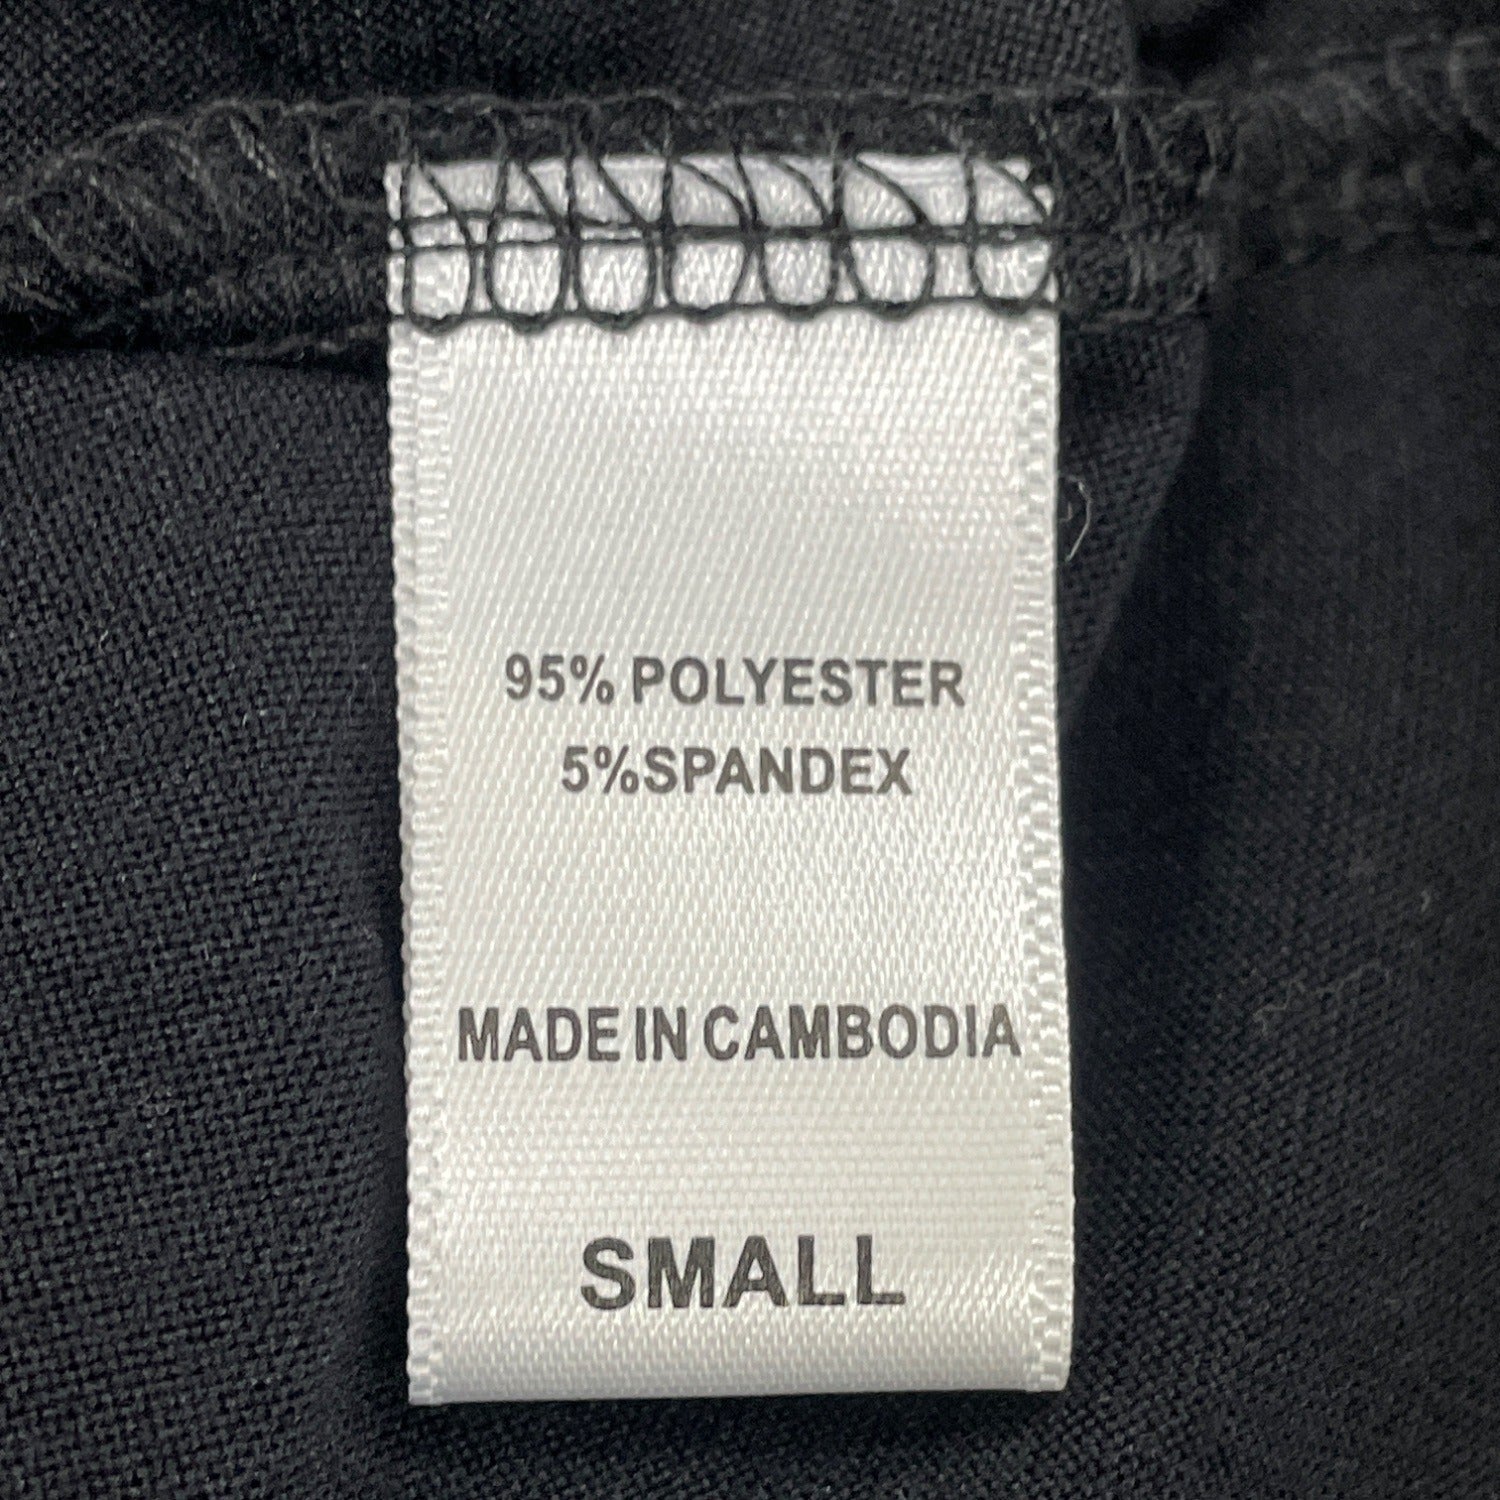 95% POLYESTER
5%SPANDEX
MADE IN CAMBODIA
SMALL